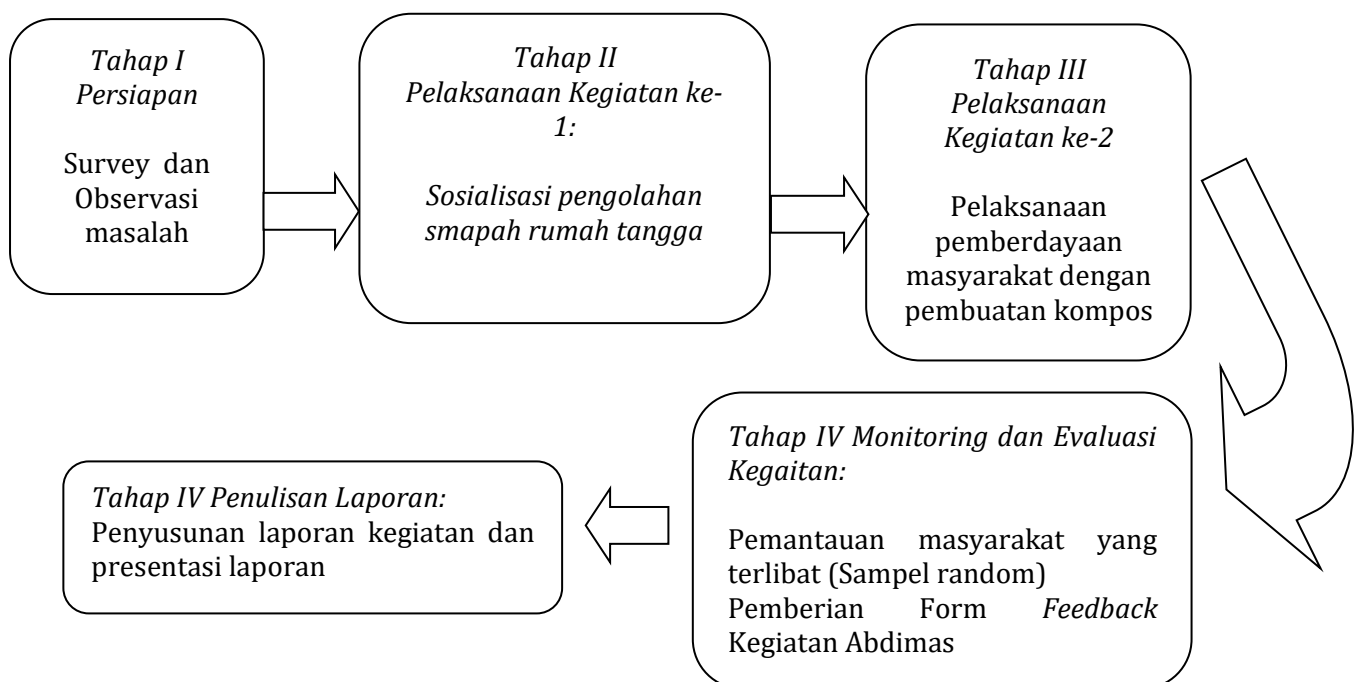 Tahap I
Persiapan
Survey dan
Observasi
masalah
Tahap II
Pelaksanaan Kegiatan ke-
1:
Sosialisasi pengolahan
smapah rumah tangga
Tahap III
Pelaksanaan
Kegiatan ke-2
Pelaksanaan
pemberdayaan
masyarakat dengan
pembuatan kompos
Tahap IV Monitoring dan Evaluasi
Kegaitan:
Pemantauan masyarakat yang
terlibat (Sampel random)
Pemberian Form Feedback
Kegiatan Abdimas
Tahap IV Penulisan Laporan:
Penyusunan laporan kegiatan dan
presentasi laporan